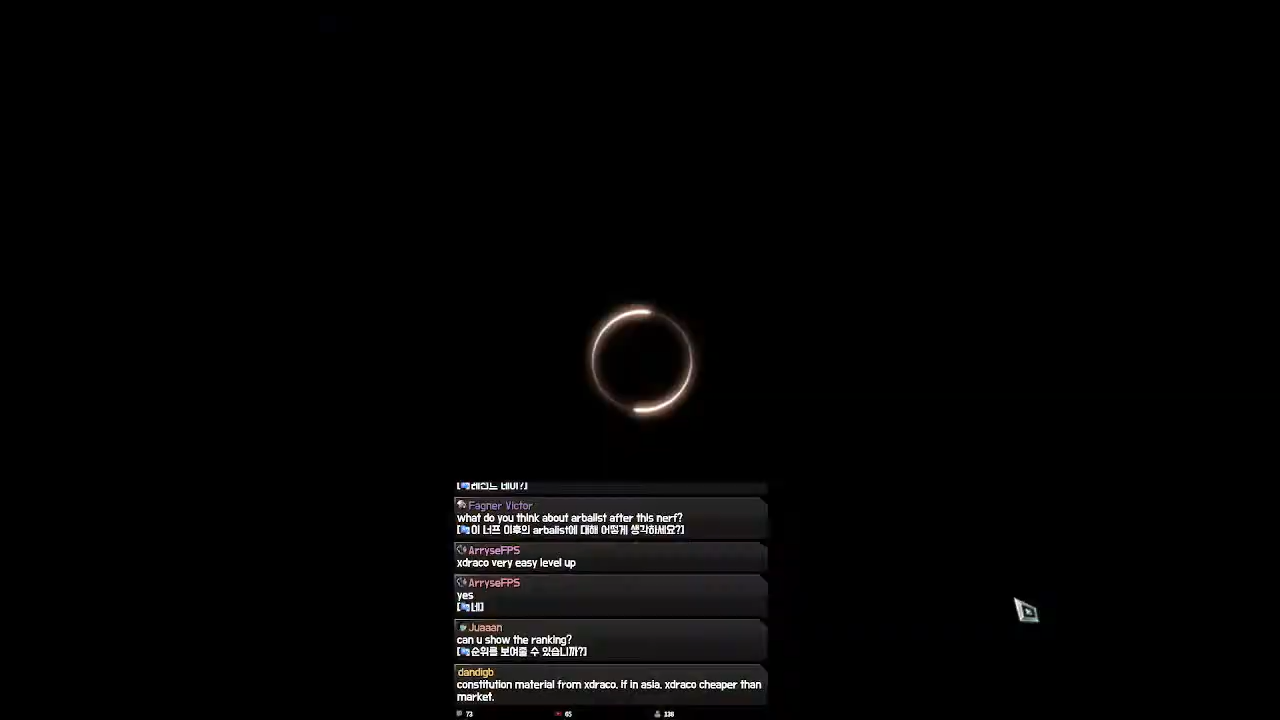 Fagner Victor
what do you think about arbalist after this nerf?
[이 너프 이후의 arbalist에 대해 어떻게 생각하세요?]
ArryseFPS
xdraco very easy level up
ArryseFPS
yes
[네]
Juaaan
can u show the ranking?
[순위를 보여줄 수 있습니까?]
dandigb
constitution material from xdraco. if in asia. xdraco cheaper than
market.
73 65 138